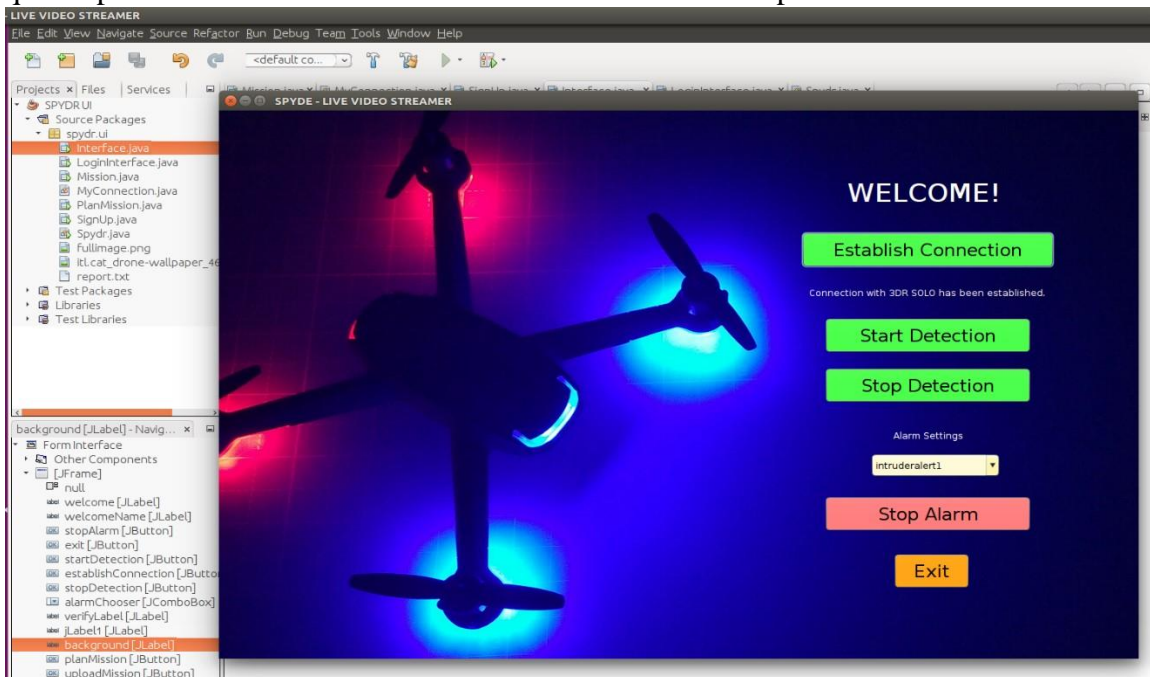 LIVE VIDEO STREAMER
File Edit View Navigate Source Refactor Run Debug Team Tools Window Help
<default co...
Projects × Files Services
SPYDR UI
Source Packages
spydr.ui
Interface.java
LoginInterface.java
Mission.java
MyConnection.java
PlanMission.java
SignUp.java
Spydr.java
fullimage.png
itl.cat_drone-wallpaper_46
report.txt
Test Packages
Libraries
Test Libraries
background [JLabel] - Navig... ×
Form Interface
Other Components
[JFrame]
null
welcome [JLabel]
welcomeName [JLabel]
stopAlarm [JButton]
exit [JButton]
startDetection [JButton]
establishConnection [JButto
stopDetection [JButton]
alarmChooser [JComboBox]
verifyLabel [JLabel]
jLabel1 [JLabel]
background [JLabel]
planMission [JButton]
uploadMission [JButton]
SPYDE - LIVE VIDEO STREAMER
WELCOME!
Establish Connection
Connection with 3DR SOLO has been established.
Start Detection
Stop Detection
Alarm Settings
intruderalert1
Stop Alarm
Exit